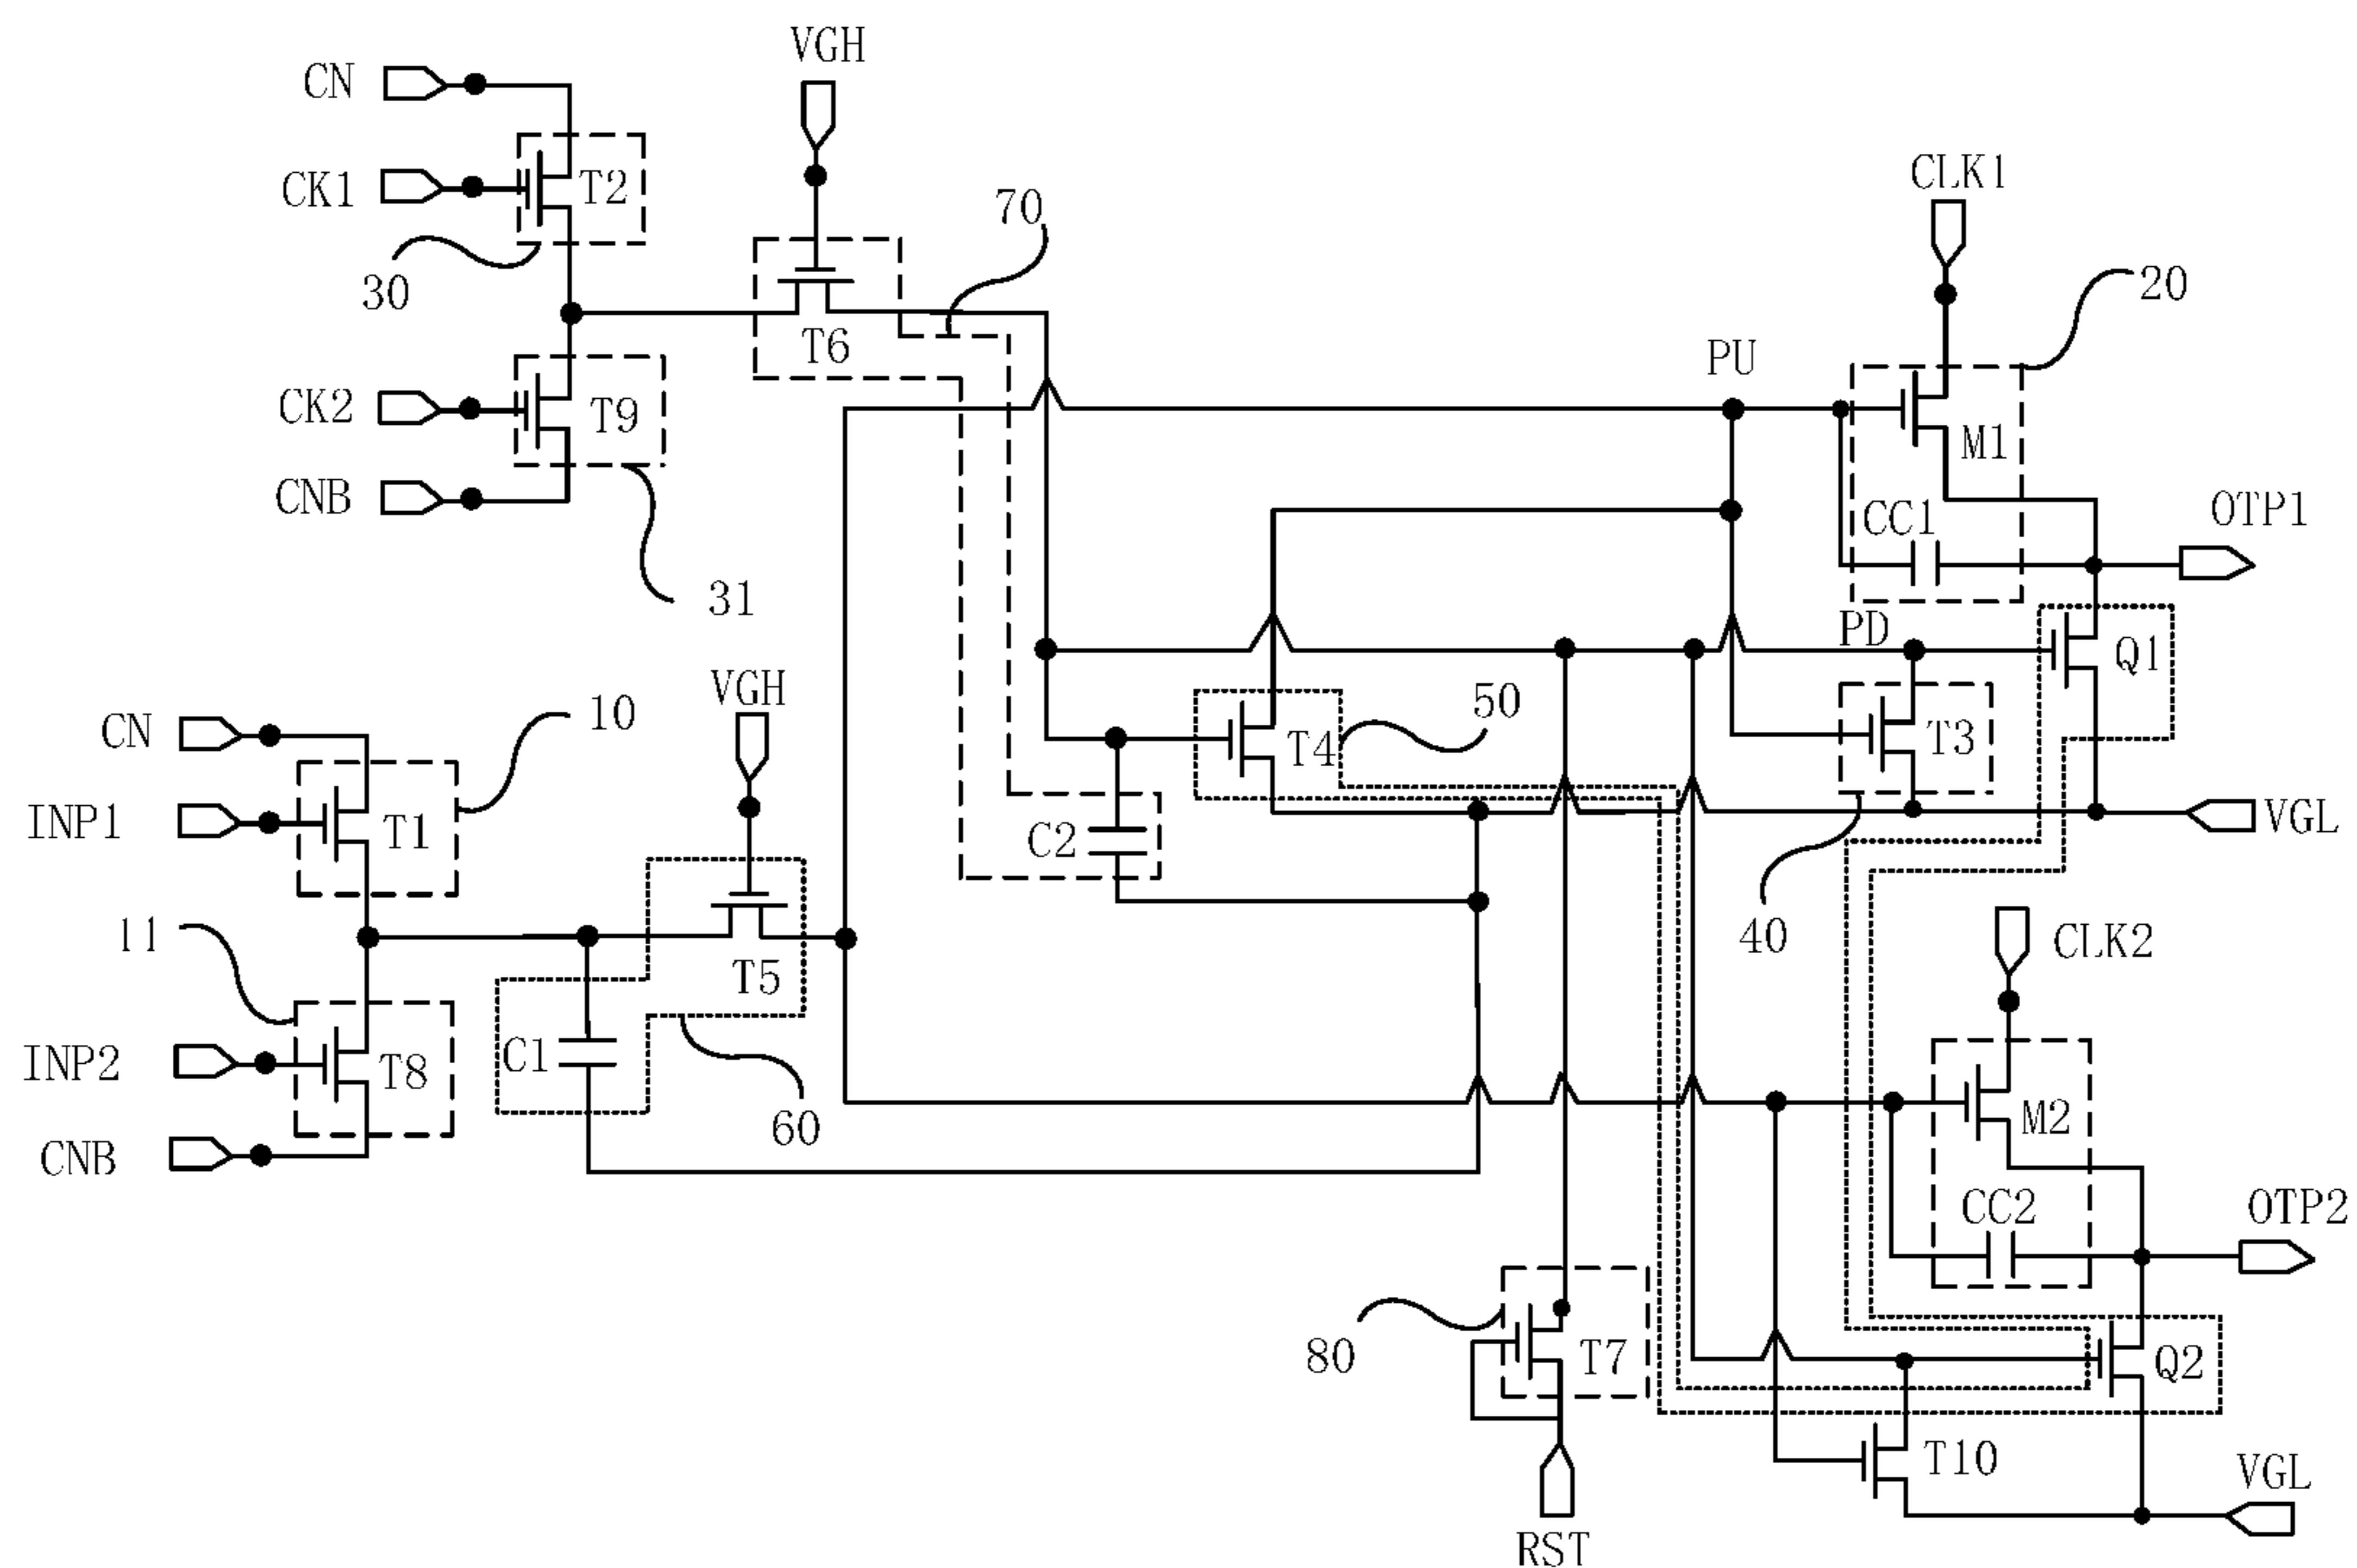 VGH
CN
CK1
T2
CLK1
70
30
20
T6
PU
CK2
T9
M1
CNB
CC1
OTP1
31
PD
Q1
VGH
10
50
CN
T4
T3
INP1
T1
C2
VGL
11
40
CLK2
T5
C1
INP2
T8
60
M2
CNB
CC2
OTP2
80
T7
Q2
T10
VGL
RST